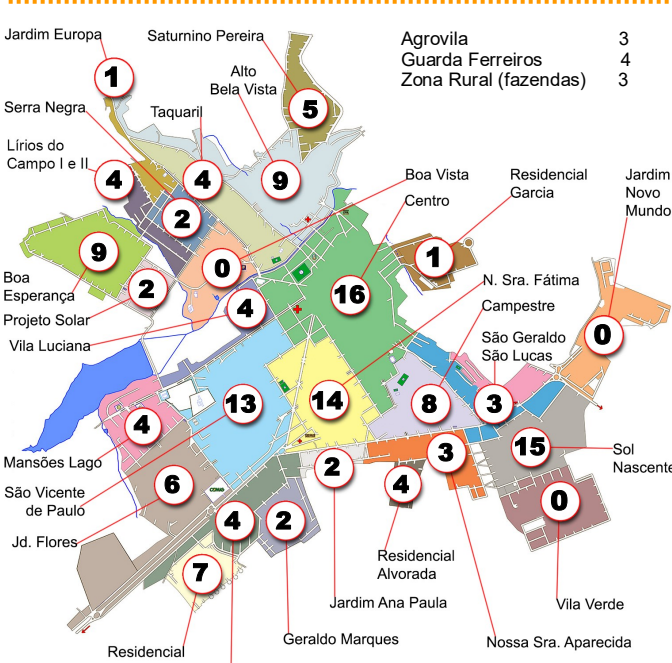 Jardim Europa
Saturnino Pereira
Agrovila 3
Guarda Ferreiros 4
Zona Rural (fazendas) 3
Alto
Bela Vista
1
5
Serra Negra
Taquaril
Lírios do
Campo I e II
4
4
9
2
Boa Vista
Centro
Residencial
Garcia
Jardim
Novo
Mundo
9
0
1
Boa
Esperança
2
16
N. Sra. Fátima
Projeto Solar
4
Campestre
Vila Luciana
São Geraldo
São Lucas
0
4
13
14
8
3
Mansões Lago
3
15
Sol
Nascente
São Vicente
de Paulo
6
2
4
0
Jd. Flores
4
2
Residencial
Alvorada
7
Jardim Ana Paula
Vila Verde
Residencial
Geraldo Marques
Nossa Sra. Aparecida